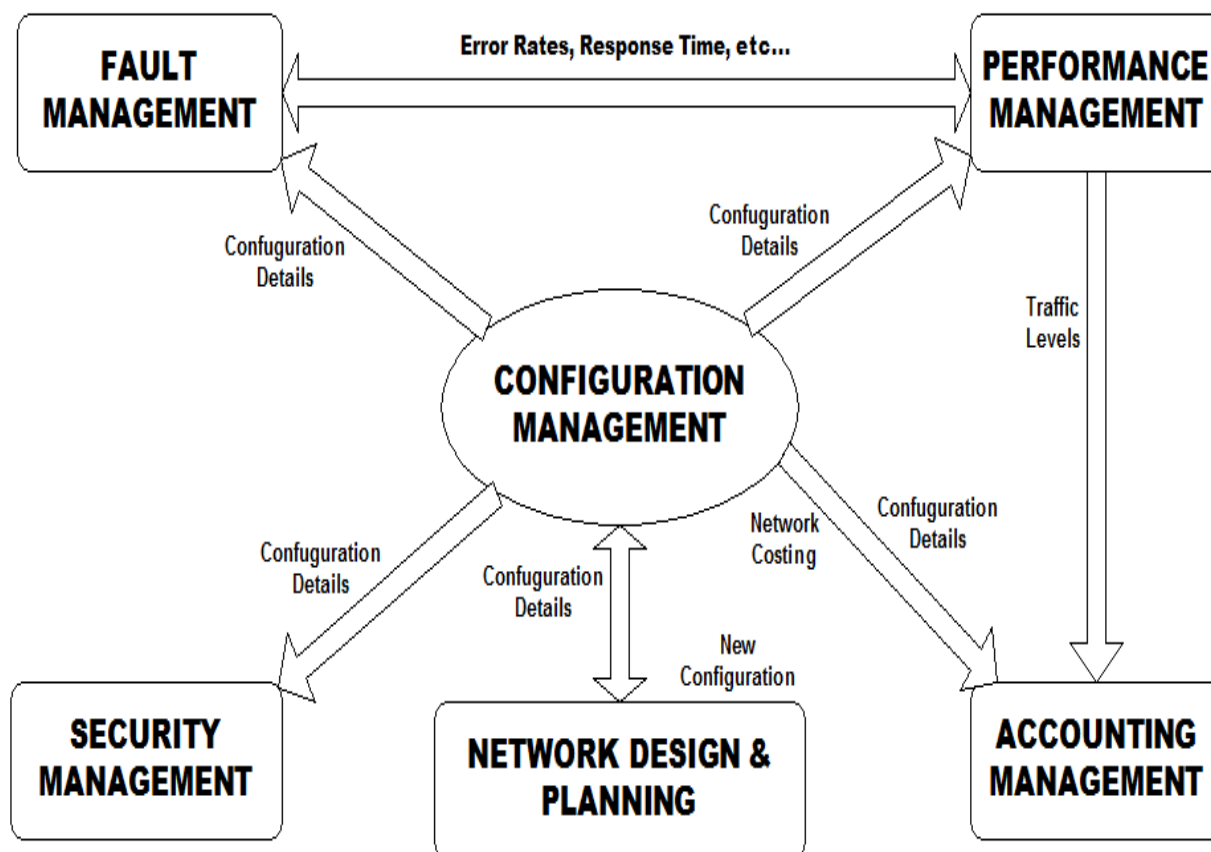 FAULT
MANAGEMENT
Error Rates, Response Time, etc...
PERFORMANCE
MANAGEMENT
Confuguration
Details
Confuguration
Details
Traffic
Levels
CONFIGURATION
MANAGEMENT
Confuguration
Details
Confuguration
Details
Network
Costing
Confuguration
Details
New
Configuration
SECURITY
MANAGEMENT
NETWORK DESIGN &
PLANNING
ACCOUNTING
MANAGEMENT